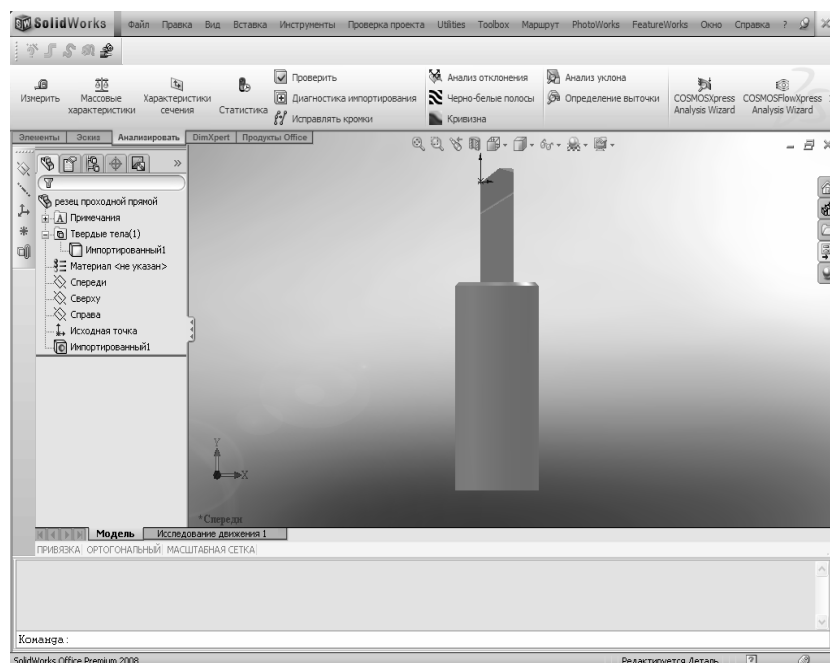 SolidWorks Файл Правка Вид Вставка Инструменты Проверка проекта Utilities Toolbox Маршрут PhotoWorks FeatureWorks Окно Справка ?
Измерить Массовые характеристики Характеристики сечения Статистика
Проверить Анализ отклонения Анализ уклона
Диагностика импортирования Черно-белые полосы Определение выточки
Исправлять кромки Кривизна
COSMOSXpress Analysis Wizard COSMOSFlowXpress Analysis Wizard
Элементы Эскиз Анализировать DimXpert Продукты Office
резец проходной прямой
Примечания
Твердые тела(1)
Импортированный1
Материал <не указан>
Спереди
Сверху
Справа
Исходная точка
Импортированный1
Y
X
*Спереди
Модель Исследование движения 1
ПРИВЯЗКА ОРТОГОНАЛЬНЫЙ МАСШТАБНАЯ СЕТКА
Команда:
SolidWorks Office Premium 2008 Редактируется Деталь